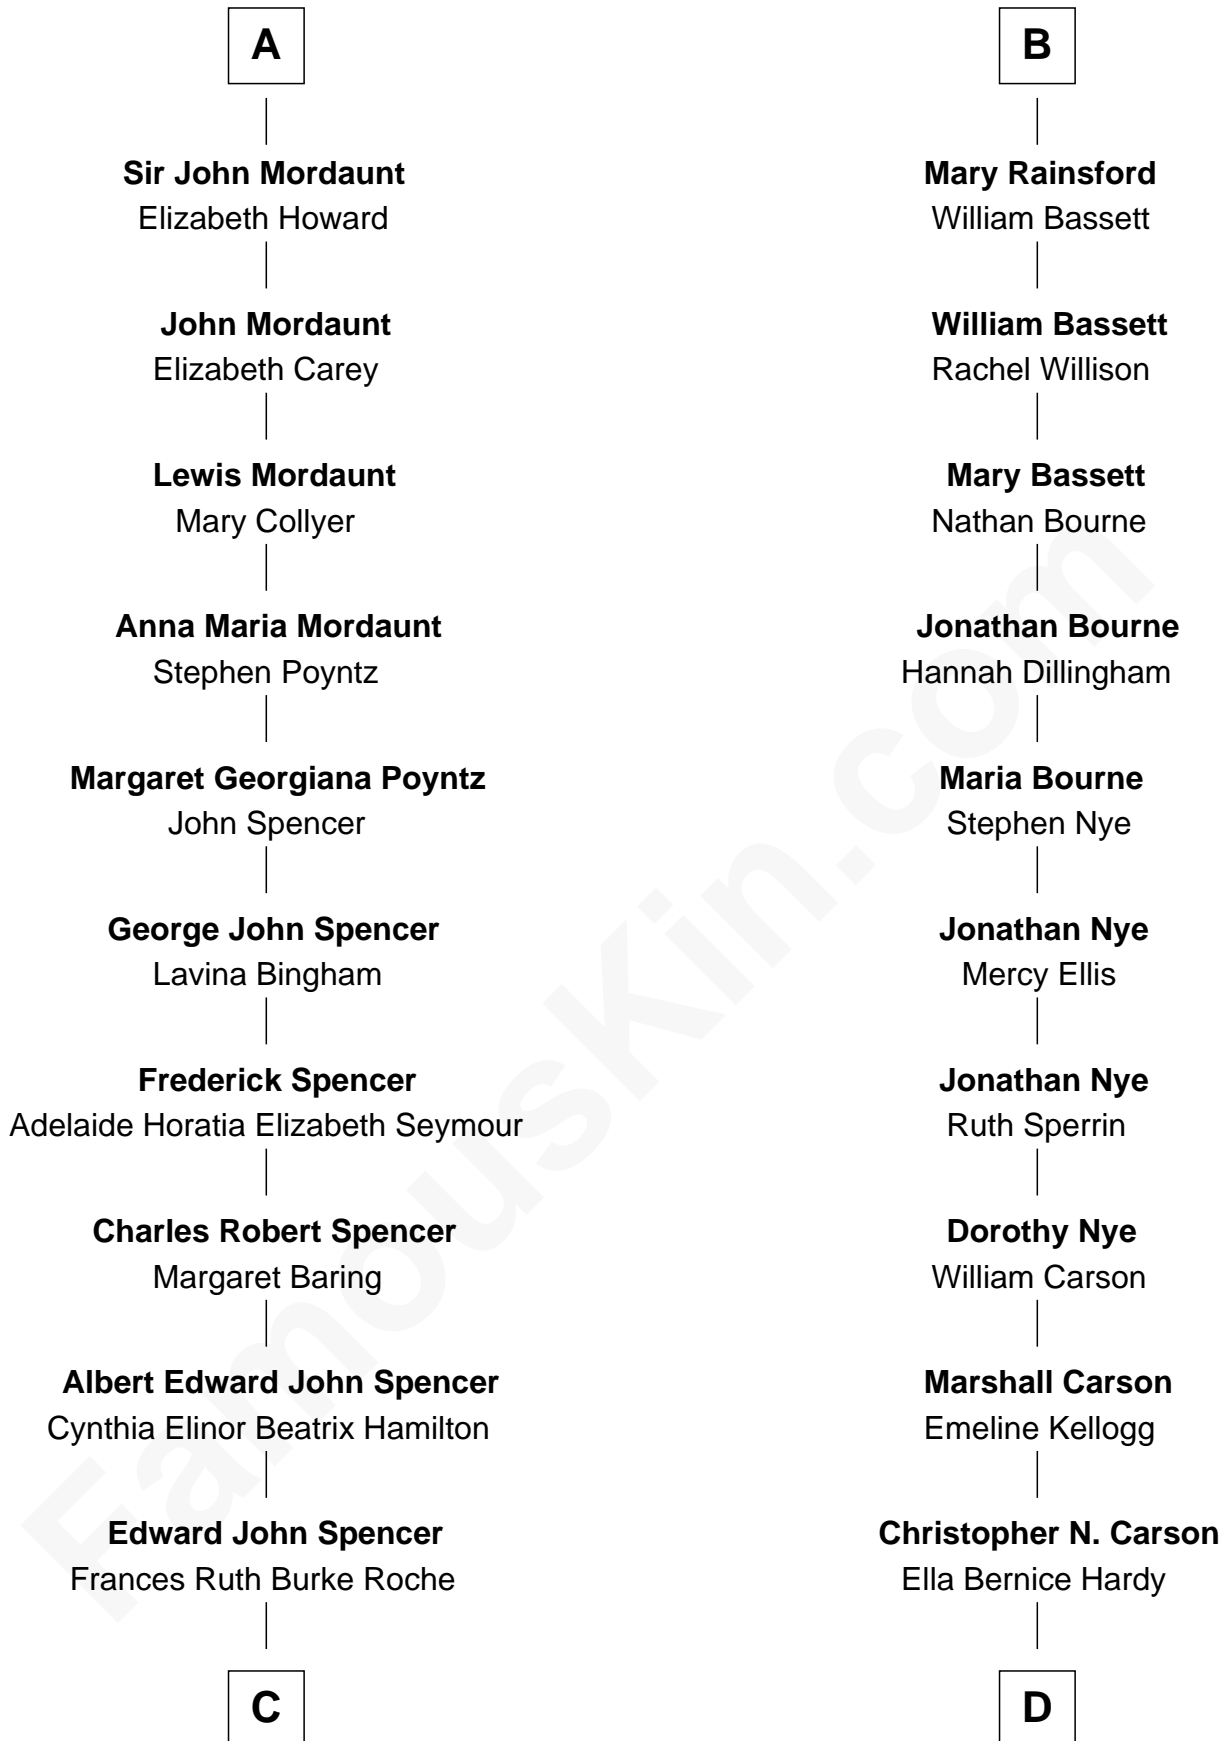 A
Sir John Mordaunt
Elizabeth Howard
John Mordaunt
Elizabeth Carey
Lewis Mordaunt
Mary Collyer
Anna Maria Mordaunt
Stephen Poyntz
Margaret Georgiana Poyntz
John Spencer
George John Spencer
Lavina Bingham
Frederick Spencer
Adelaide Horatia Elizabeth Seymour
Charles Robert Spencer
Margaret Baring
Albert Edward John Spencer
Cynthia Elinor Beatrix Hamilton
Edward John Spencer
Frances Ruth Burke Roche
C
B
Mary Rainsford
William Bassett
William Bassett
Rachel Willison
Mary Bassett
Nathan Bourne
Jonathan Bourne
Hannah Dillingham
Maria Bourne
Stephen Nye
Jonathan Nye
Mercy Ellis
Jonathan Nye
Ruth Sperrin
Dorothy Nye
William Carson
Marshall Carson
Emeline Kellogg
Christopher N. Carson
Ella Bernice Hardy
D
FamousKin.com